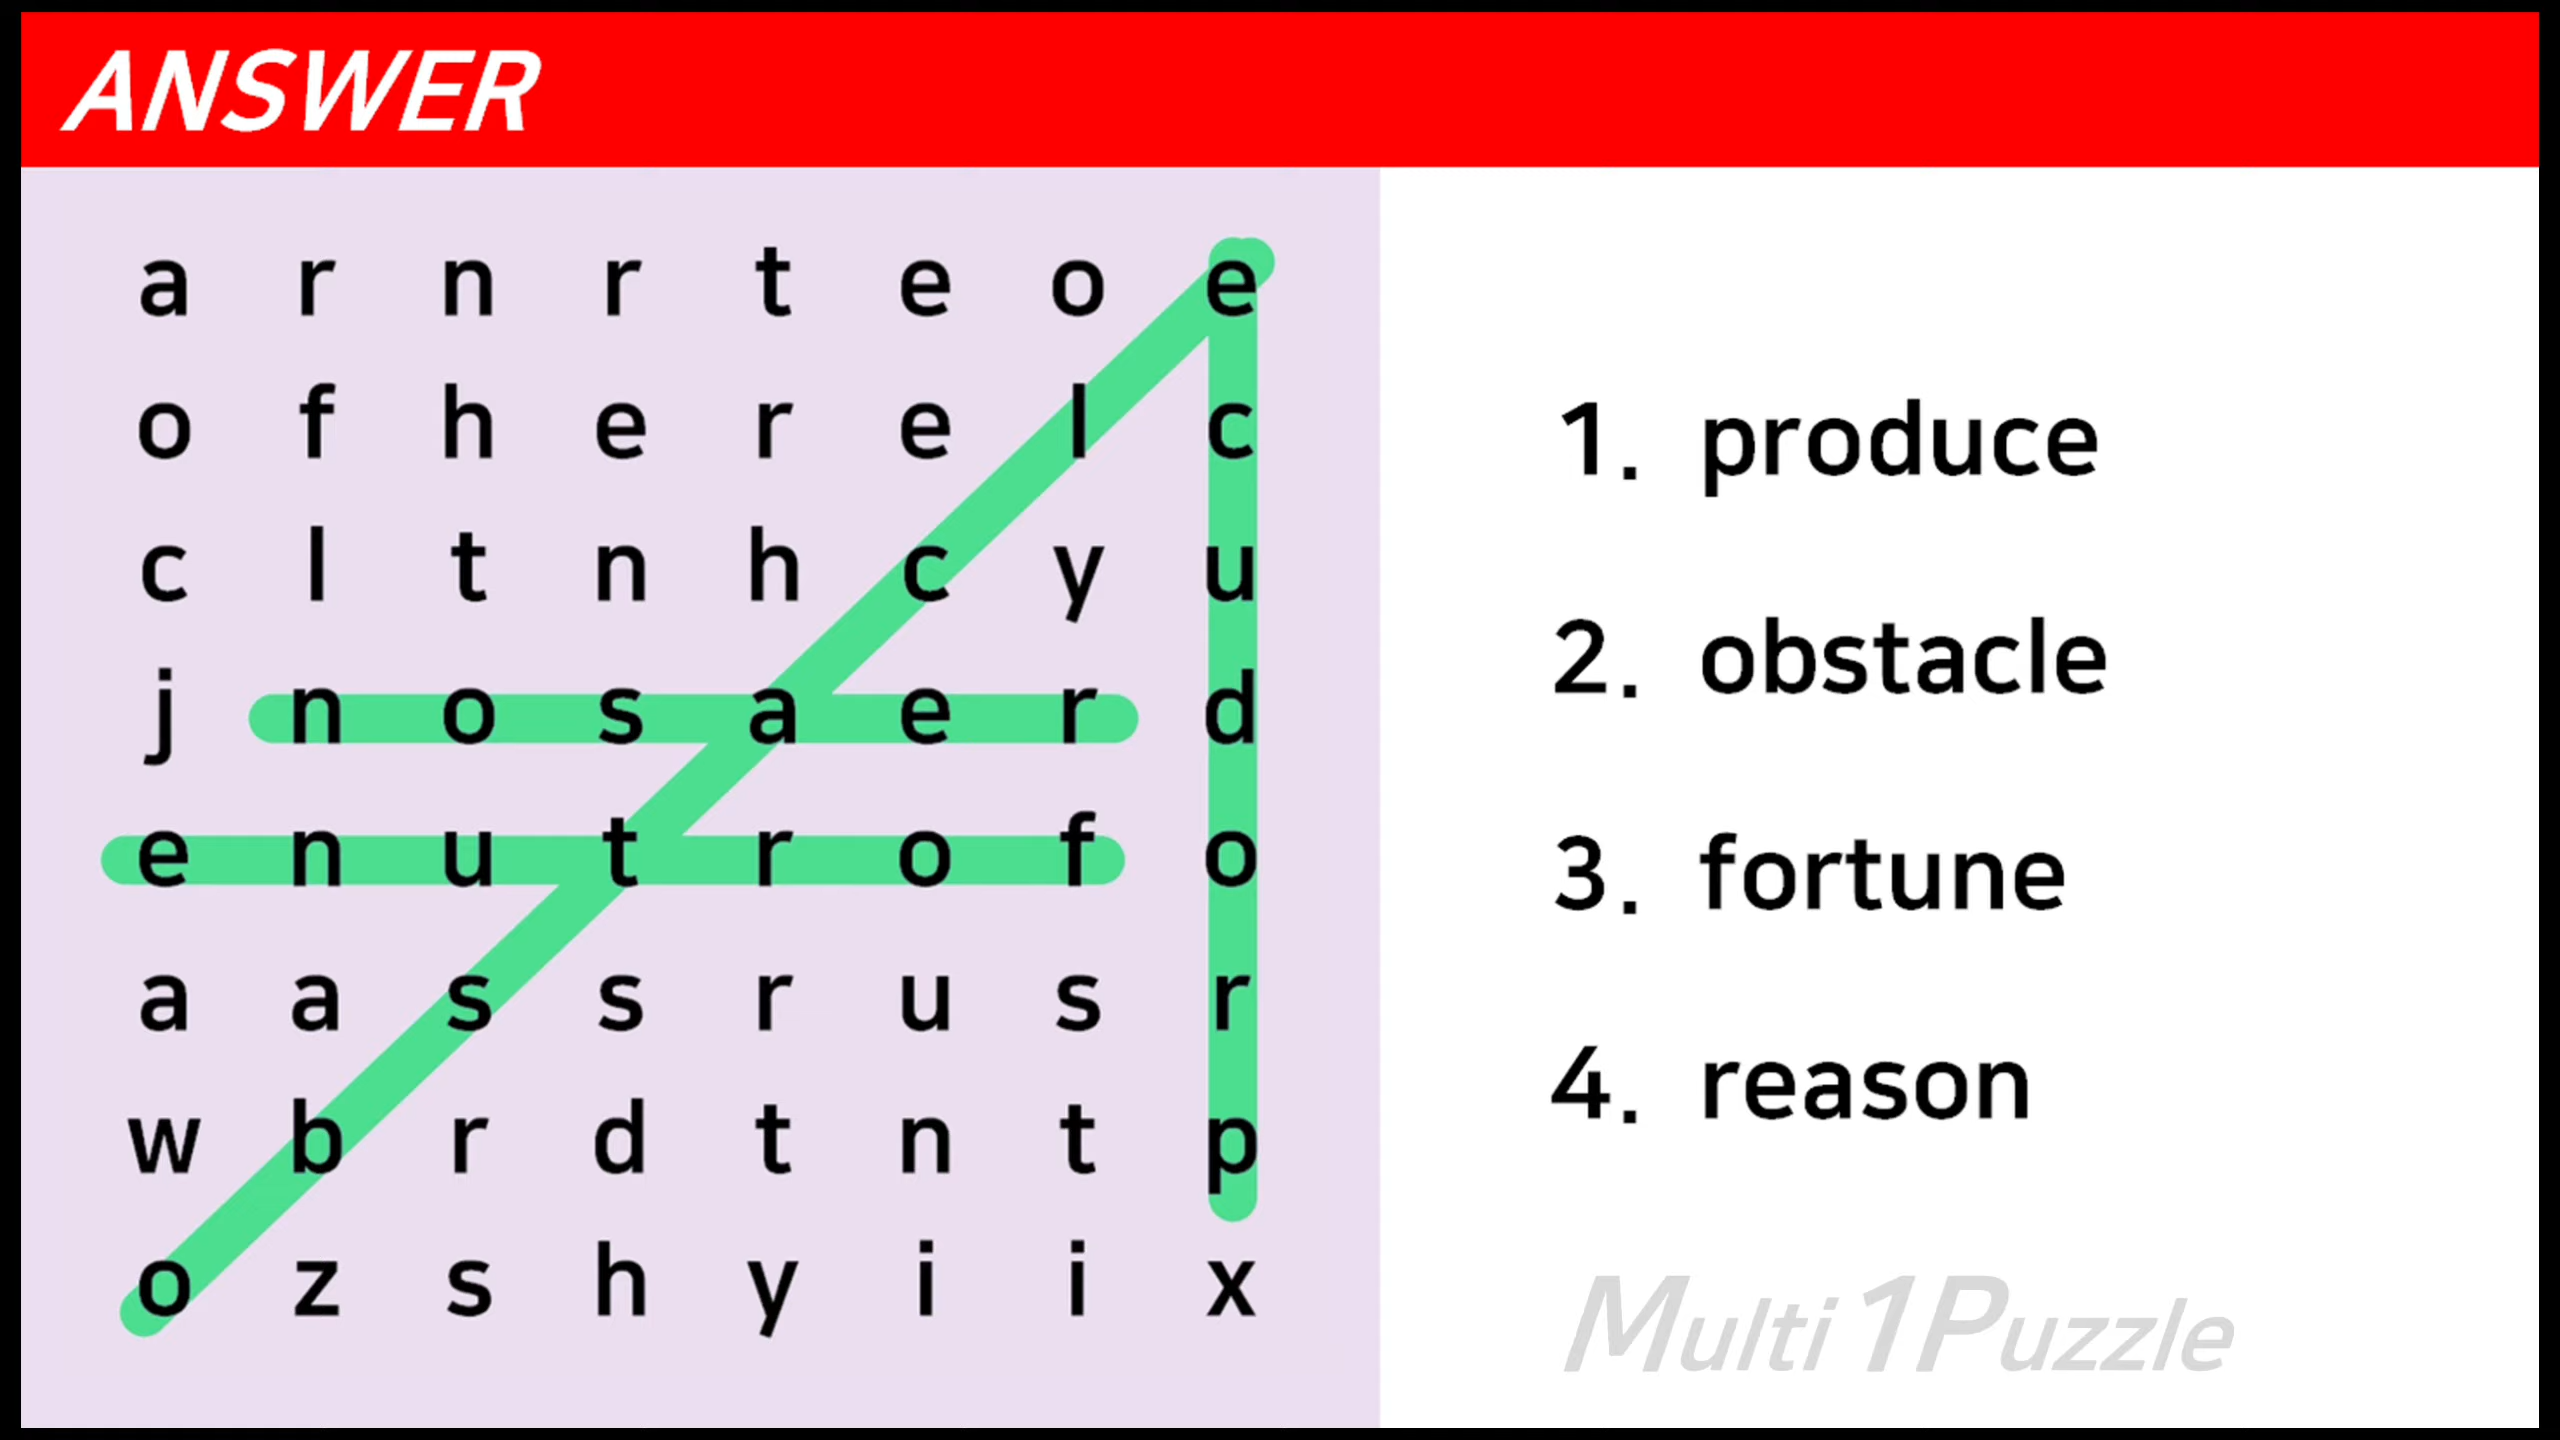 ANSWER
a r n r t e o e
o f h e r e l c
c l t n h c y u
j n o s a e r d
e n u t r o f o
a a s s r u s r
w b r d t n t p
o z s h y i i x
1. produce
2. obstacle
3. fortune
4. reason
Multi 1Puzzle